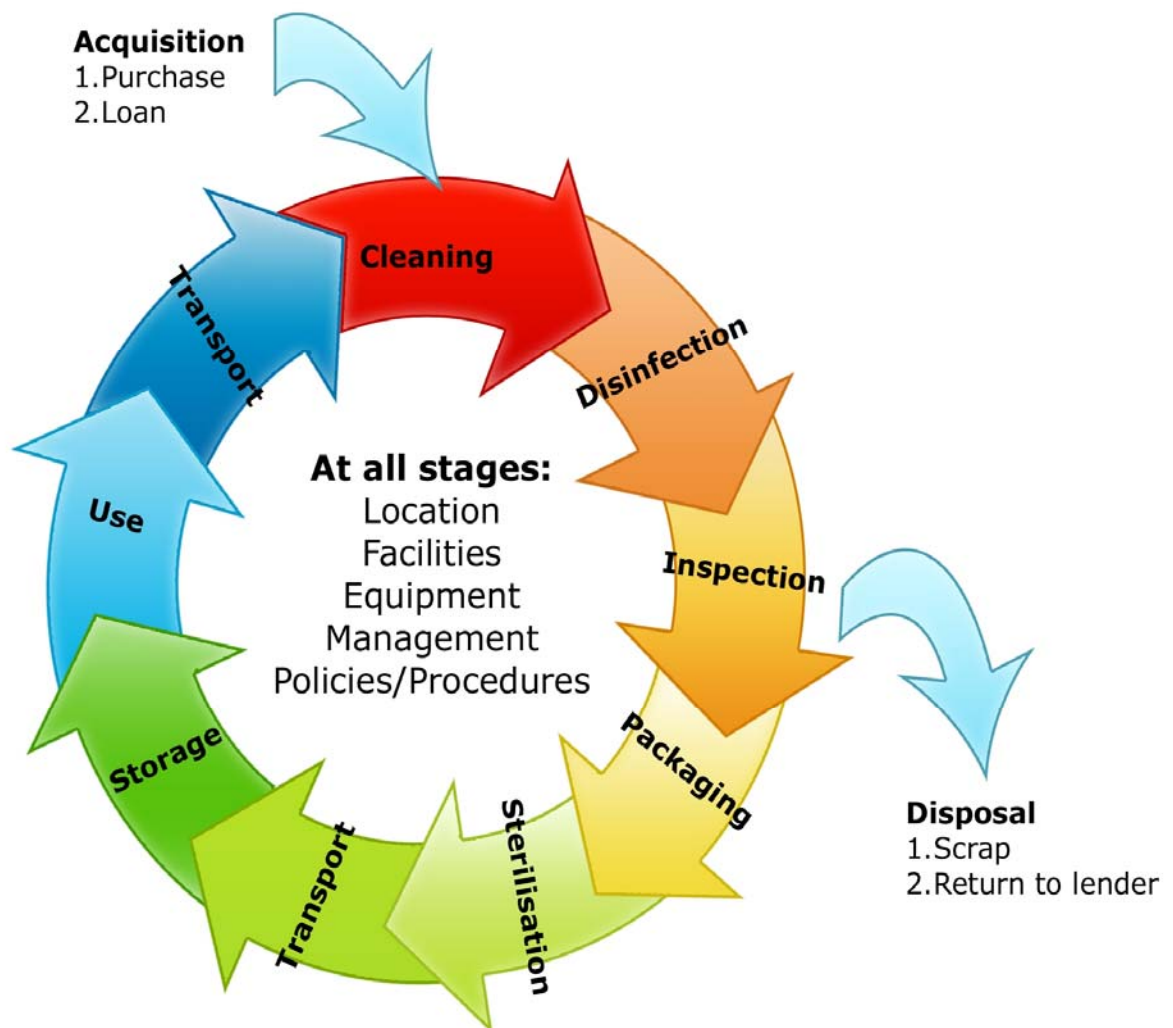 Acquisition
1.Purchase
2.Loan
Cleaning
Disinfection
Inspection
Packaging
Sterilisation
Transport
Storage
Use
Transport
At all stages:
Location
Facilities
Equipment
Management
Policies/Procedures
Disposal
1.Scrap
2.Return to lender